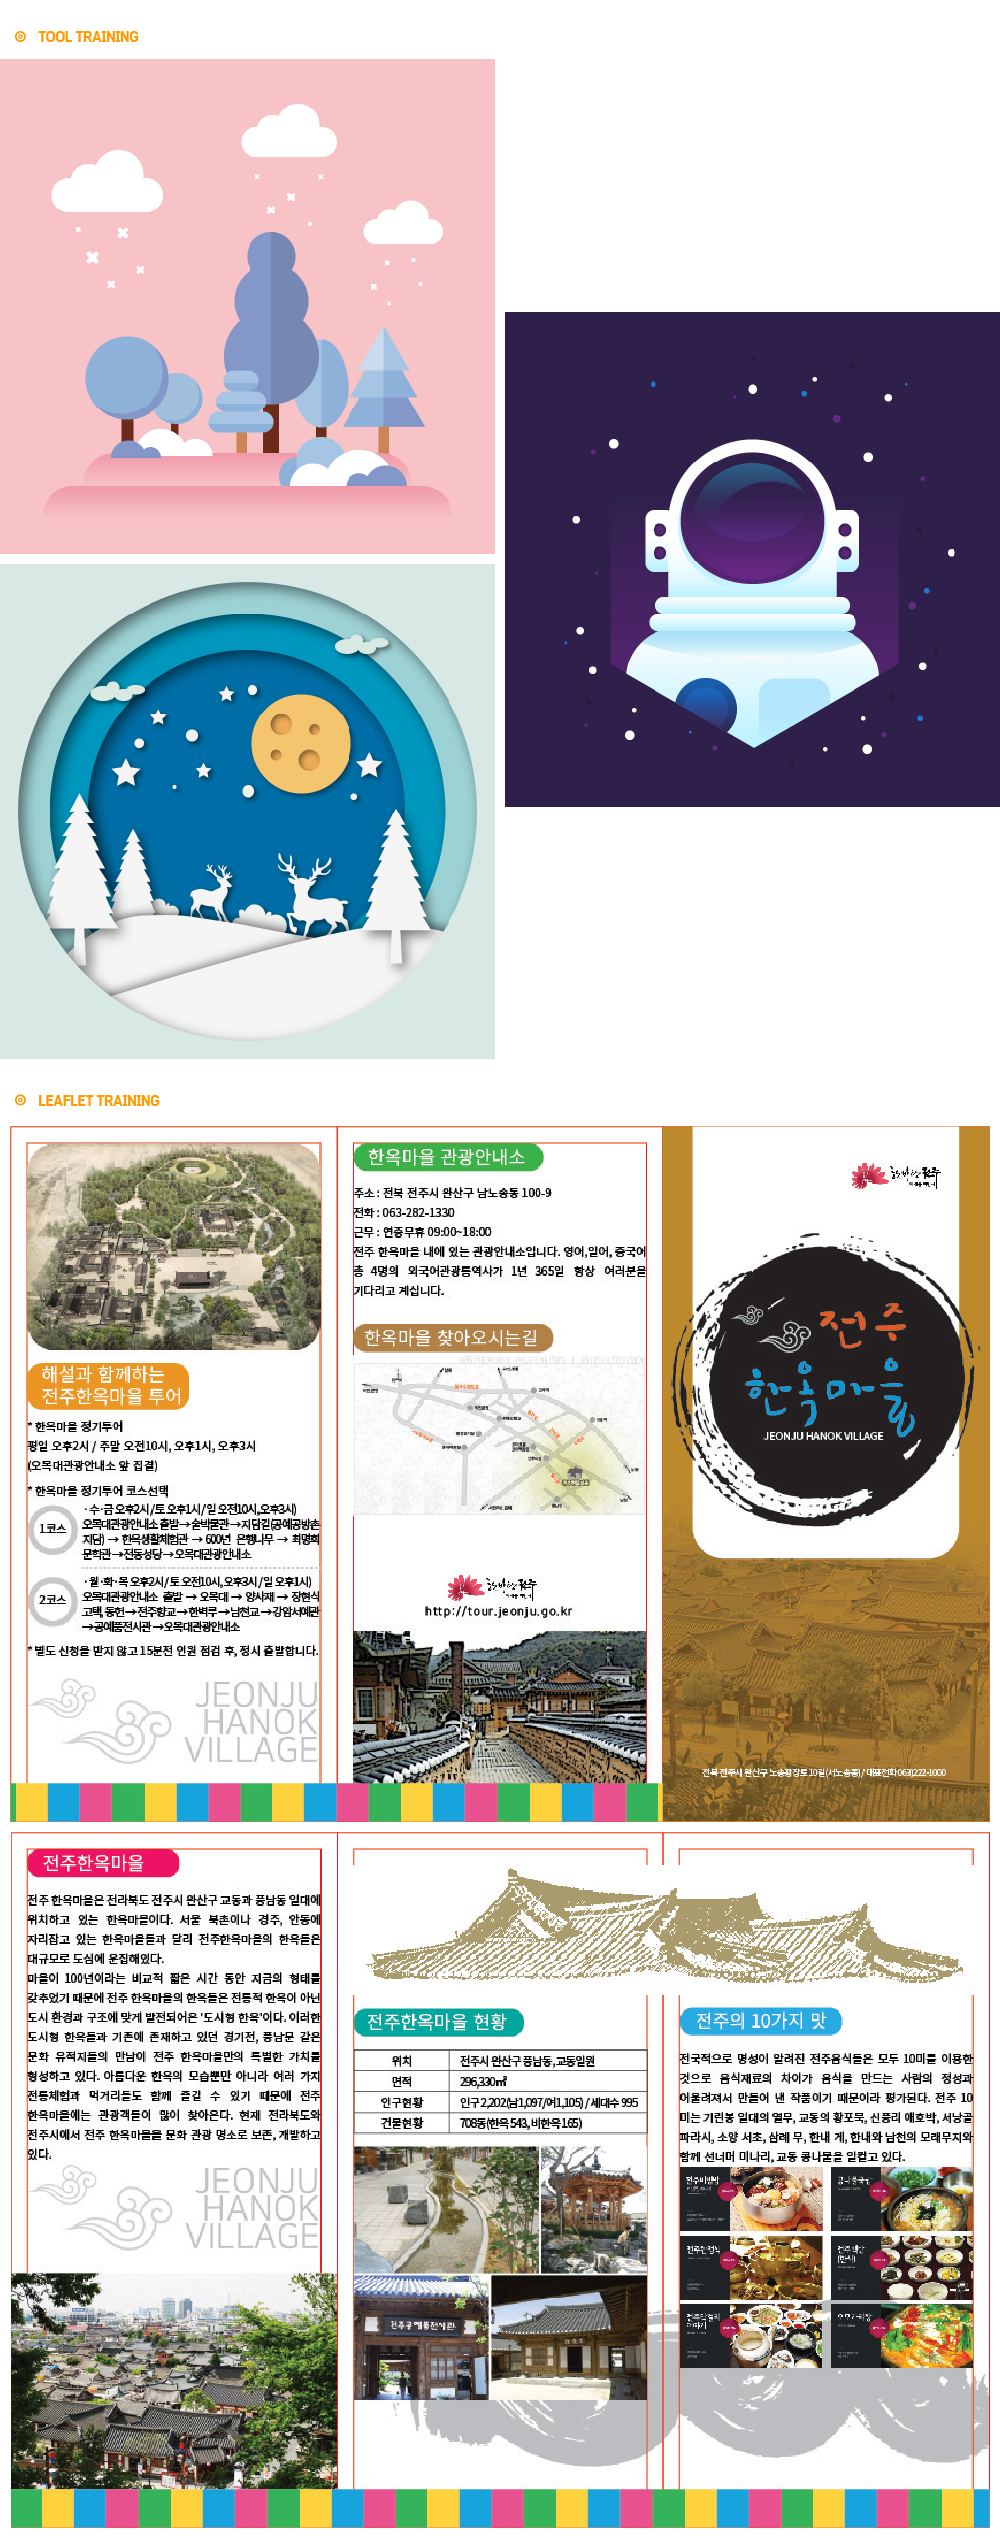 TOOL TRAINING
LEAFLET TRAINING
해설과 함께하는
전주한옥마을 투어
* 한옥마을 정기투어
평일 오후2시 / 주말 오전10시, 오후1시, 오후3시
(오목대관광안내소 앞 집결)
* 한옥마을 정기투어 코스선택
1코스
·수·금 오후2시/토 오후1시/일 오전10시,오후3시)
오목대관광안내소 출발→술박물관→지담길(공예공방촌
지담) → 한옥생활체험관 → 600년 은행나무 → 최명희
문학관→전동성당→오목대관광안내소
2코스
·월·화·목 오후2시/토 오전10시,오후3시/일 오후1시)
오목대관광안내소 출발 → 오목대 → 양사재 → 장현식
고택, 동헌→전주향교→한벽루→남천교→강암서예관
→공예품전시관→오목대관광안내소
* 별도 신청을 받지 않고 15분전 인원 점검 후, 정시 출발합니다.
JEONJU
HANOK
VILLAGE
한옥마을 관광안내소
주소 : 전북 전주시 완산구 남노송동 100-9
전화 : 063-282-1330
근무 : 연중무휴 09:00~18:00
전주 한옥마을 내에 있는 관광안내소입니다. 영어,일어, 중국어
총 4명의 외국어관광통역사가 1년 365일 항상 여러분을
기다리고 계십니다.
한옥마을 찾아오시는길
http://tour.jeonju.go.kr
전주
한옥마을
JEONJU HANOK VILLAGE
전북 전주시 완산구 노송광장로 10길(서노송동) / 대표전화 063)222-1000
전주한옥마을
전주 한옥마을은 전라북도 전주시 완산구 교동과 풍남동 일대에
위치하고 있는 한옥마을이다. 서울 북촌이나 경주, 안동에
자리잡고 있는 한옥마을들과 달리 전주한옥마을의 한옥들은
대규모로 도심에 운집해있다.
마을이 100년이라는 비교적 짧은 시간 동안 지금의 형태를
갖추었기 때문에 전주 한옥마을의 한옥들은 전통적 한옥이 아닌
도시 환경과 구조에 맞게 발전되어온 '도시형 한옥'이다. 이러한
도시형 한옥들과 기존에 존재하고 있던 경기전, 풍남문 같은
문화 유적지들의 만남이 전주 한옥마을만의 특별한 가치를
형성하고 있다. 아름다운 한옥의 모습뿐만 아니라 여러 가지
전통체험과 먹거리들도 함께 즐길 수 있기 때문에 전주
한옥마을에는 관광객들이 많이 찾아온다. 현재 전라북도와
전주시에서 전주 한옥마을을 문화 관광 명소로 보존, 개발하고
있다.
JEONJU
HANOK
VILLAGE
전주한옥마을 현황
위치 전주시 완산구 풍남동,교동일원
면적 296,330㎡
인구현황 인구 2,202(남1,097/여1,105) / 세대수 995
건물현황 708동(한옥 543, 비한옥 165)
전주의 10가지 맛
전국적으로 명성이 알려진 전주음식들은 모두 10미를 이용한
것으로 음식재료의 차이가 음식을 만드는 사람의 정성과
어울려져서 만들어 낸 작품이기 때문이라 평가된다. 전주 10
미는 기린봉 일대의 열무, 교동의 황포묵, 신풍리 애호박, 서낭골
파라시, 소양 서초, 삼례 무, 한내 게, 한내와 남천의 모래무지와
함께 선너머 미나리, 교동 콩나물을 일컫고 있다.
전주비빔밥